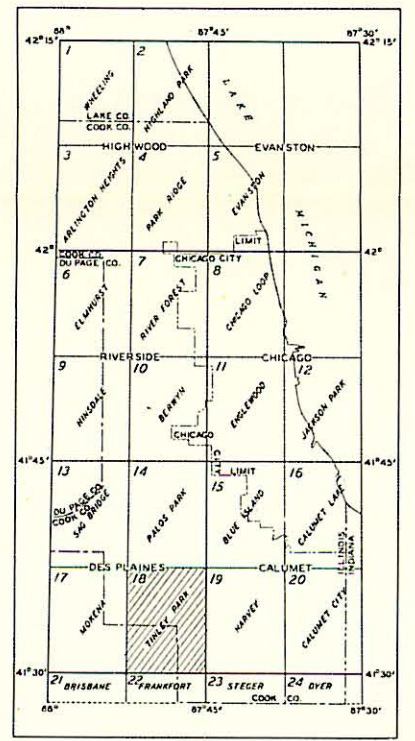 88° 87°45' 87°30'
42°15' 42°15'
1 2
WHEELING HIGHLAND PARK LAKE
LAKE CO.
COOK CO.
HIGHWOOD EVANSTON
3 4 5
ARLINGTON HEIGHTS PARK RIDGE EVANSTON MICHIGAN
LIMIT
42° 42°
COOK CO.
DU PAGE CO. CHICAGO CITY
6 7 8
ELMHURST RIVER FOREST CHICAGO LOOP
RIVERSIDE CHICAGO
9 10 11 12
HINSDALE BERWYN ENGLEWOOD JACKSON PARK
CHICAGO
41°45' CITY 41°45'
13 14 15 LIMIT 16
DU PAGE CO.
COOK CO.
SAG BRIDGE PALOS PARK BLUE ISLAND CALUMET LAKE
ILLINOIS
INDIANA
DES PLAINES CALUMET
17 18 19 20
MOKENA TINLEY PARK HARVEY CALUMET CITY
41°30' 41°30'
21 BRISBANE 22 FRANKFORT 23 STEGER 24 DYER
COOK CO.
88° 87°45' 87°30'